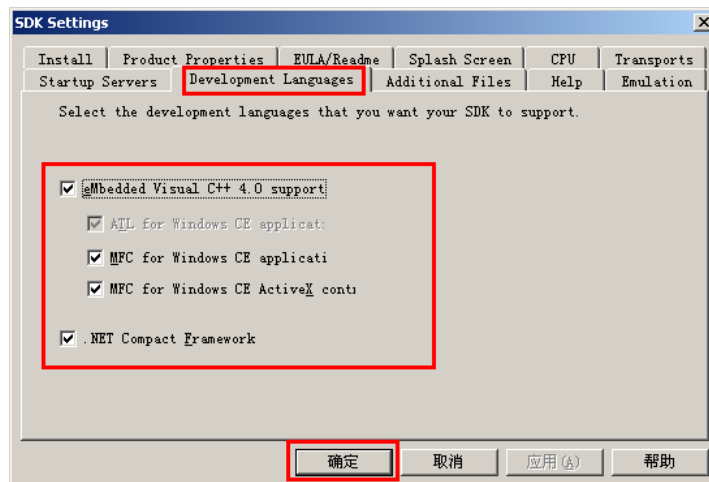 SDK Settings
Install Product Properties EULA/Readme Splash Screen CPU Transports
Startup Servers Development Languages Additional Files Help Emulation
Select the development languages that you want your SDK to support.
eMbedded Visual C++ 4.0 support
ATL for Windows CE applicat:
MFC for Windows CE applicati
MFC for Windows CE ActiveX conti
.NET Compact Framework
确定 取消 应用(A) 帮助